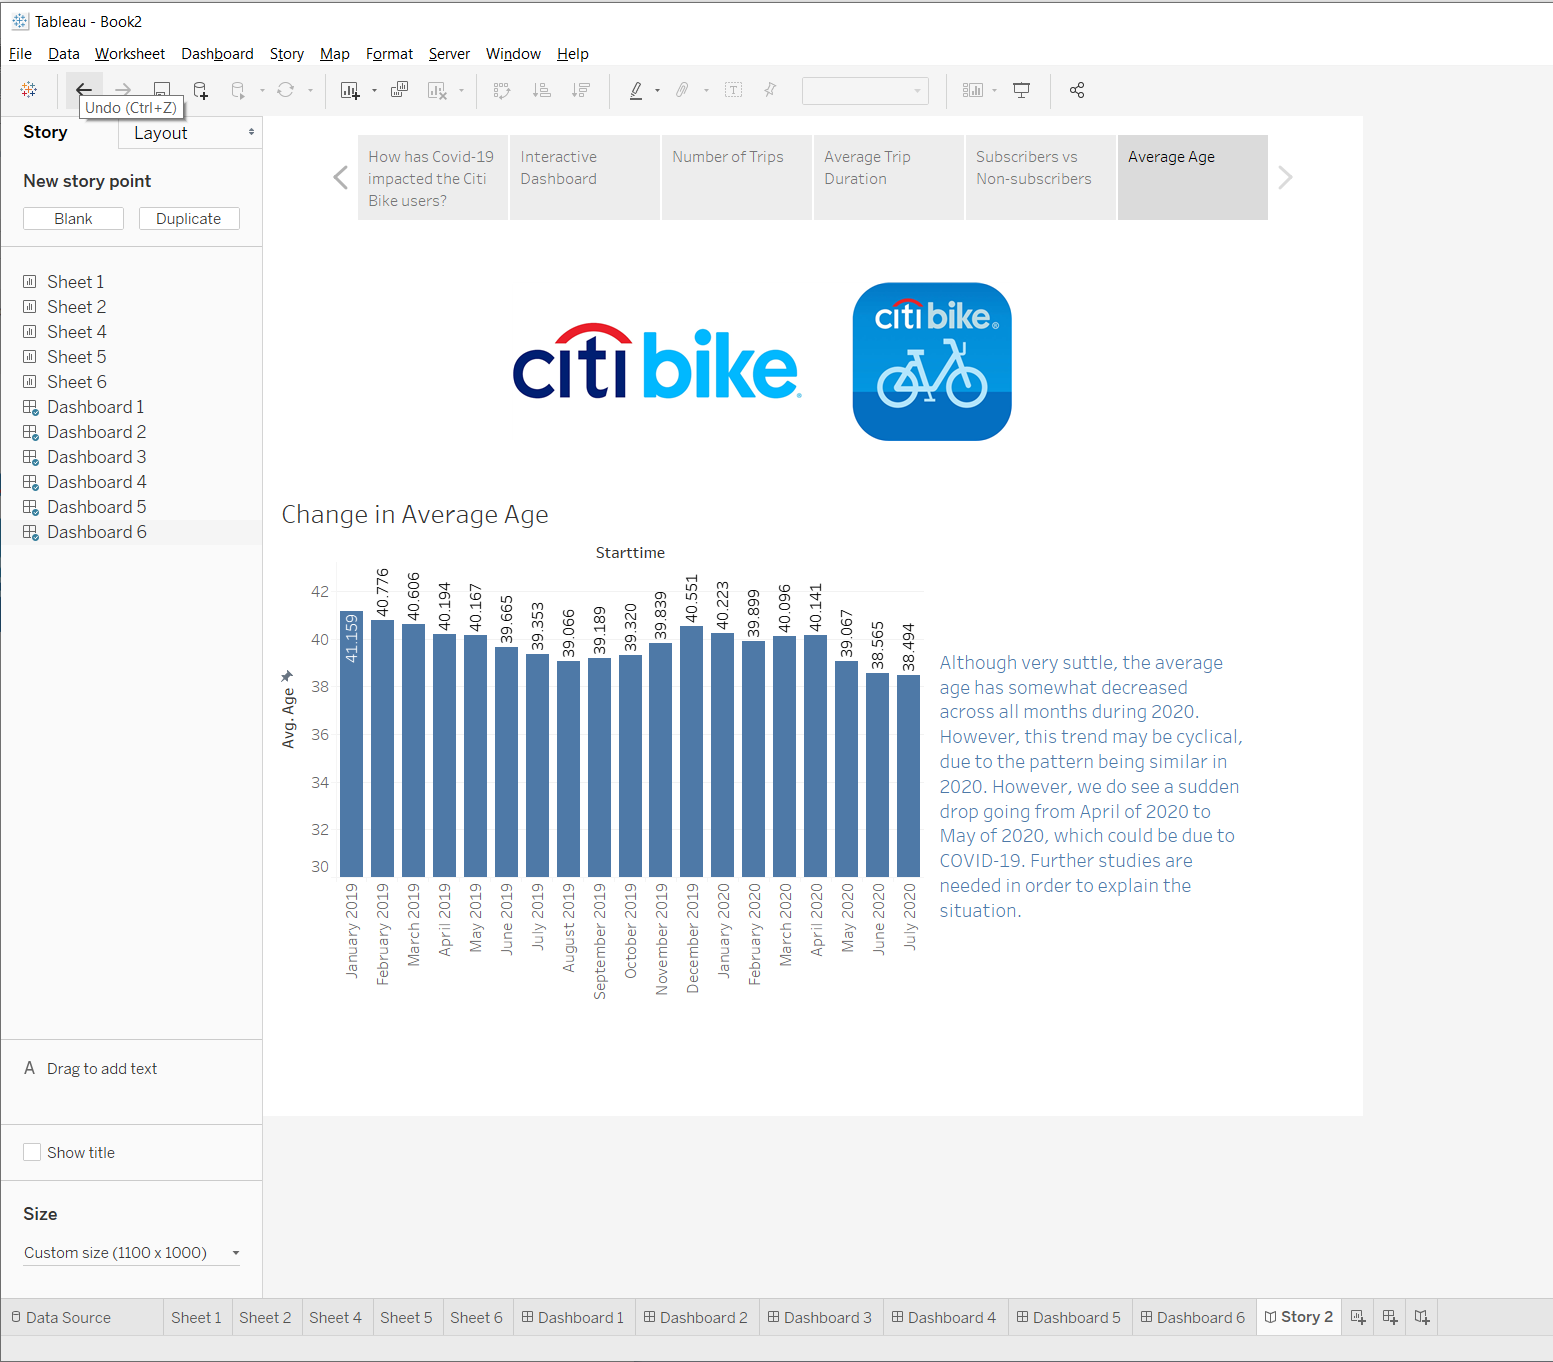 Tableau - Book2
File Data Worksheet Dashboard Story Map Format Server Window Help
Undo (Ctrl+Z)
Story
Layout
New story point
Blank
Duplicate
Sheet 1
Sheet 2
Sheet 4
Sheet 5
Sheet 6
Dashboard 1
Dashboard 2
Dashboard 3
Dashboard 4
Dashboard 5
Dashboard 6
A Drag to add text
Show title
Size
Custom size (1100 x 1000)
How has Covid-19
impacted the Citi
Bike users?
Interactive
Dashboard
Number of Trips
Average Trip
Duration
Subscribers vs
Non-subscribers
Average Age
citi bike
citi bike®
Change in Average Age
Starttime
Avg. Age
42
40
38
36
34
32
30
41.159
40.776
40.606
40.194
40.167
39.665
39.353
39.066
39.189
39.320
39.839
40.551
40.223
39.899
40.096
40.141
39.067
38.565
38.494
January 2019
February 2019
March 2019
April 2019
May 2019
June 2019
July 2019
August 2019
September 2019
October 2019
November 2019
December 2019
January 2020
February 2020
March 2020
April 2020
May 2020
June 2020
July 2020
Although very suttle, the average
age has somewhat decreased
across all months during 2020.
However, this trend may be cyclical,
due to the pattern being similar in
2020. However, we do see a sudden
drop going from April of 2020 to
May of 2020, which could be due to
COVID-19. Further studies are
needed in order to explain the
situation.
Data Source Sheet 1 Sheet 2 Sheet 4 Sheet 5 Sheet 6 Dashboard 1 Dashboard 2 Dashboard 3 Dashboard 4 Dashboard 5 Dashboard 6 Story 2